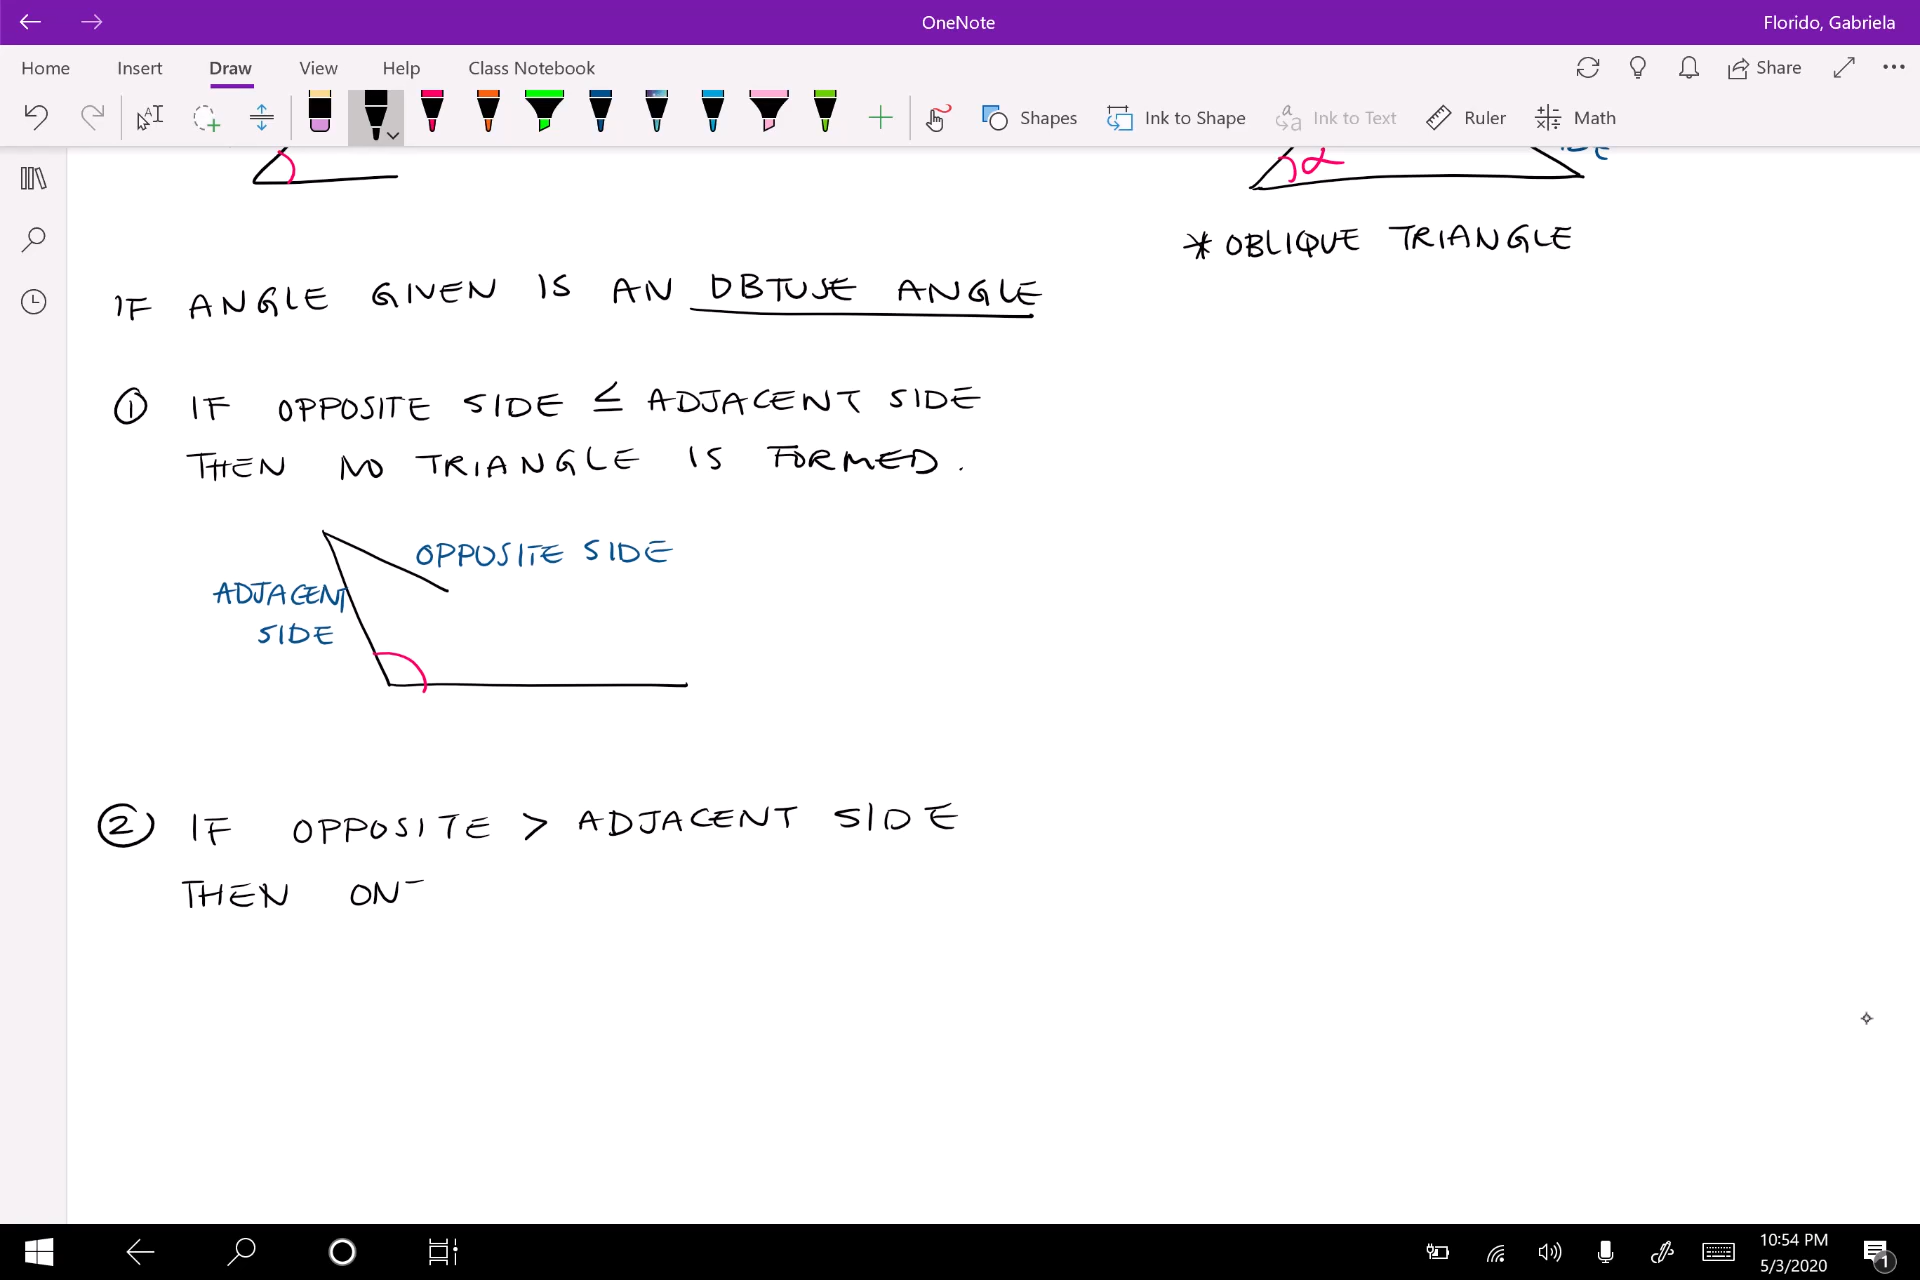 OneNote
Florido, Gabriela
Home Insert Draw View Help Class Notebook
Share
Shapes Ink to Shape Ink to Text Ruler Math
α
* OBLIQUE TRIANGLE
IF ANGLE GIVEN IS AN OBTUSE ANGLE
① IF OPPOSITE SIDE ≤ ADJACENT SIDE
THEN NO TRIANGLE IS FORMED.
OPPOSITE SIDE
ADJACENT
SIDE
② IF OPPOSITE > ADJACENT SIDE
THEN
10:54 PM
5/3/2020
1